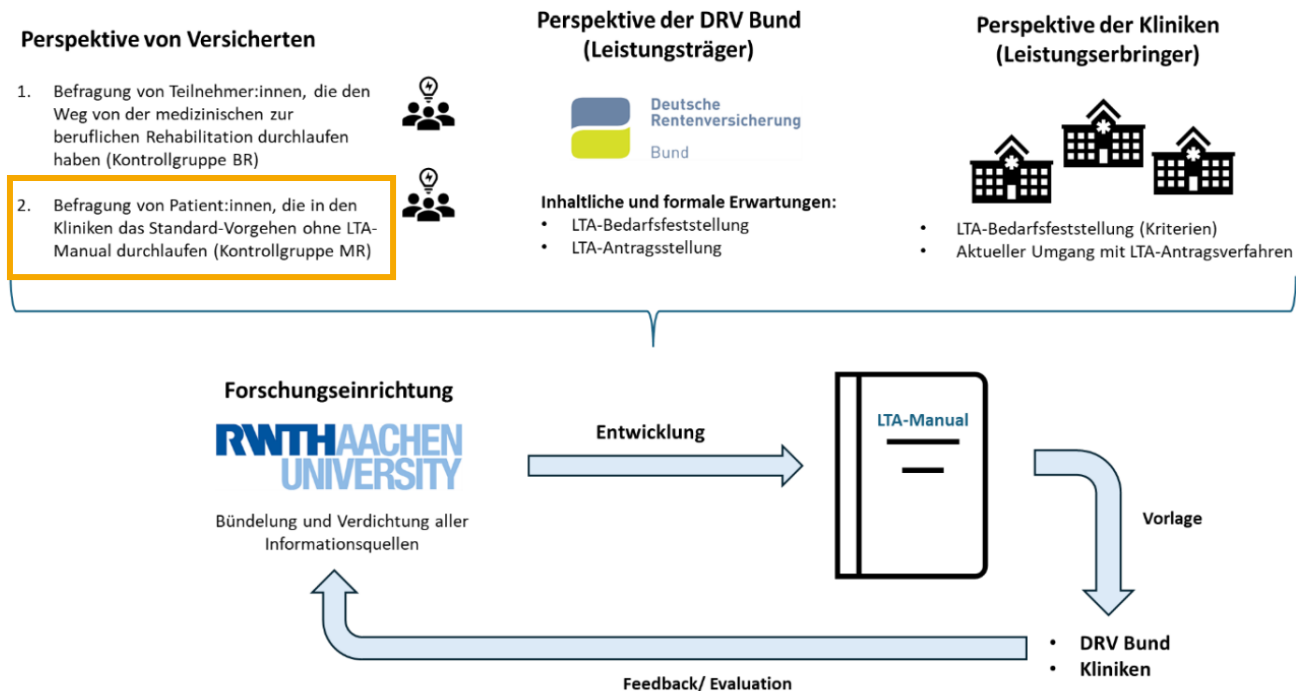 Perspektive von Versicherten
1. Befragung von Teilnehmer:innen, die den
Weg von der medizinischen zur
beruflichen Rehabilitation durchlaufen
haben (Kontrollgruppe BR)
2. Befragung von Patient:innen, die in den
Kliniken das Standard-Vorgehen ohne LTA-
Manual durchlaufen (Kontrollgruppe MR)
Perspektive der DRV Bund
(Leistungsträger)
Deutsche
Rentenversicherung
Bund
Inhaltliche und formale Erwartungen:
• LTA-Bedarfsfeststellung
• LTA-Antragsstellung
Perspektive der Kliniken
(Leistungserbringer)
• LTA-Bedarfsfeststellung (Kriterien)
• Aktueller Umgang mit LTA-Antragsverfahren
Forschungseinrichtung
RWTHAACHEN
UNIVERSITY
Bündelung und Verdichtung aller
Informationsquellen
Entwicklung
LTA-Manual
Vorlage
• DRV Bund
• Kliniken
Feedback/ Evaluation